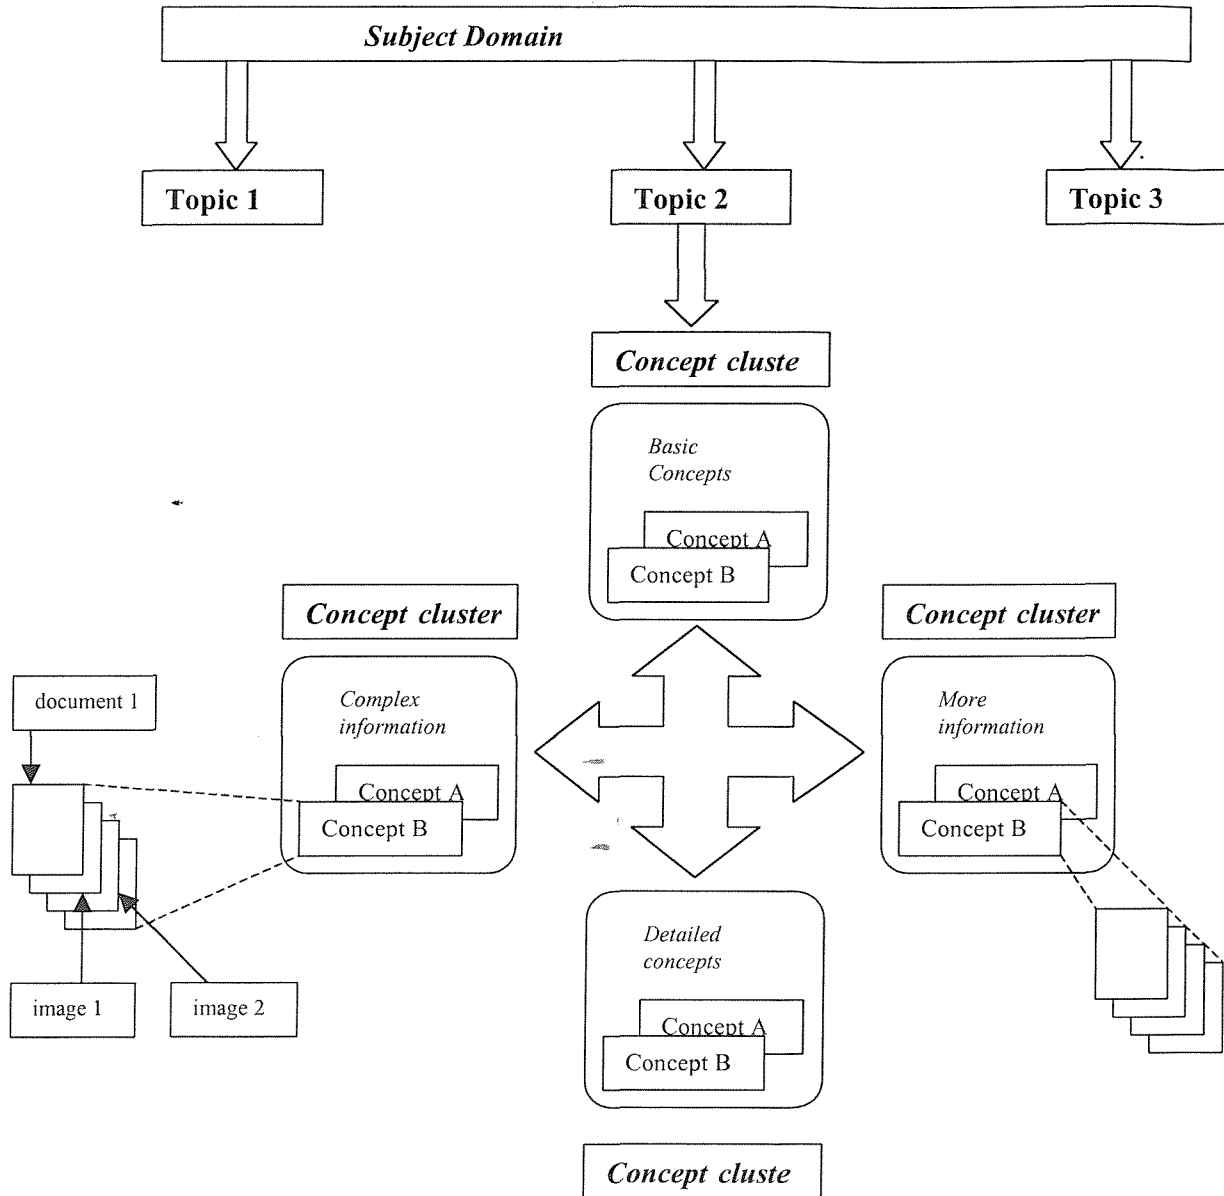 Subject Domain
Topic 1
Topic 2
Topic 3
Concept cluste
Basic
Concepts
Concept A
Concept B
Concept cluster
Complex
information
Concept A
Concept B
Concept cluster
More
information
Concept A
Concept B
document 1
image 1
image 2
Detailed
concepts
Concept A
Concept B
Concept cluste